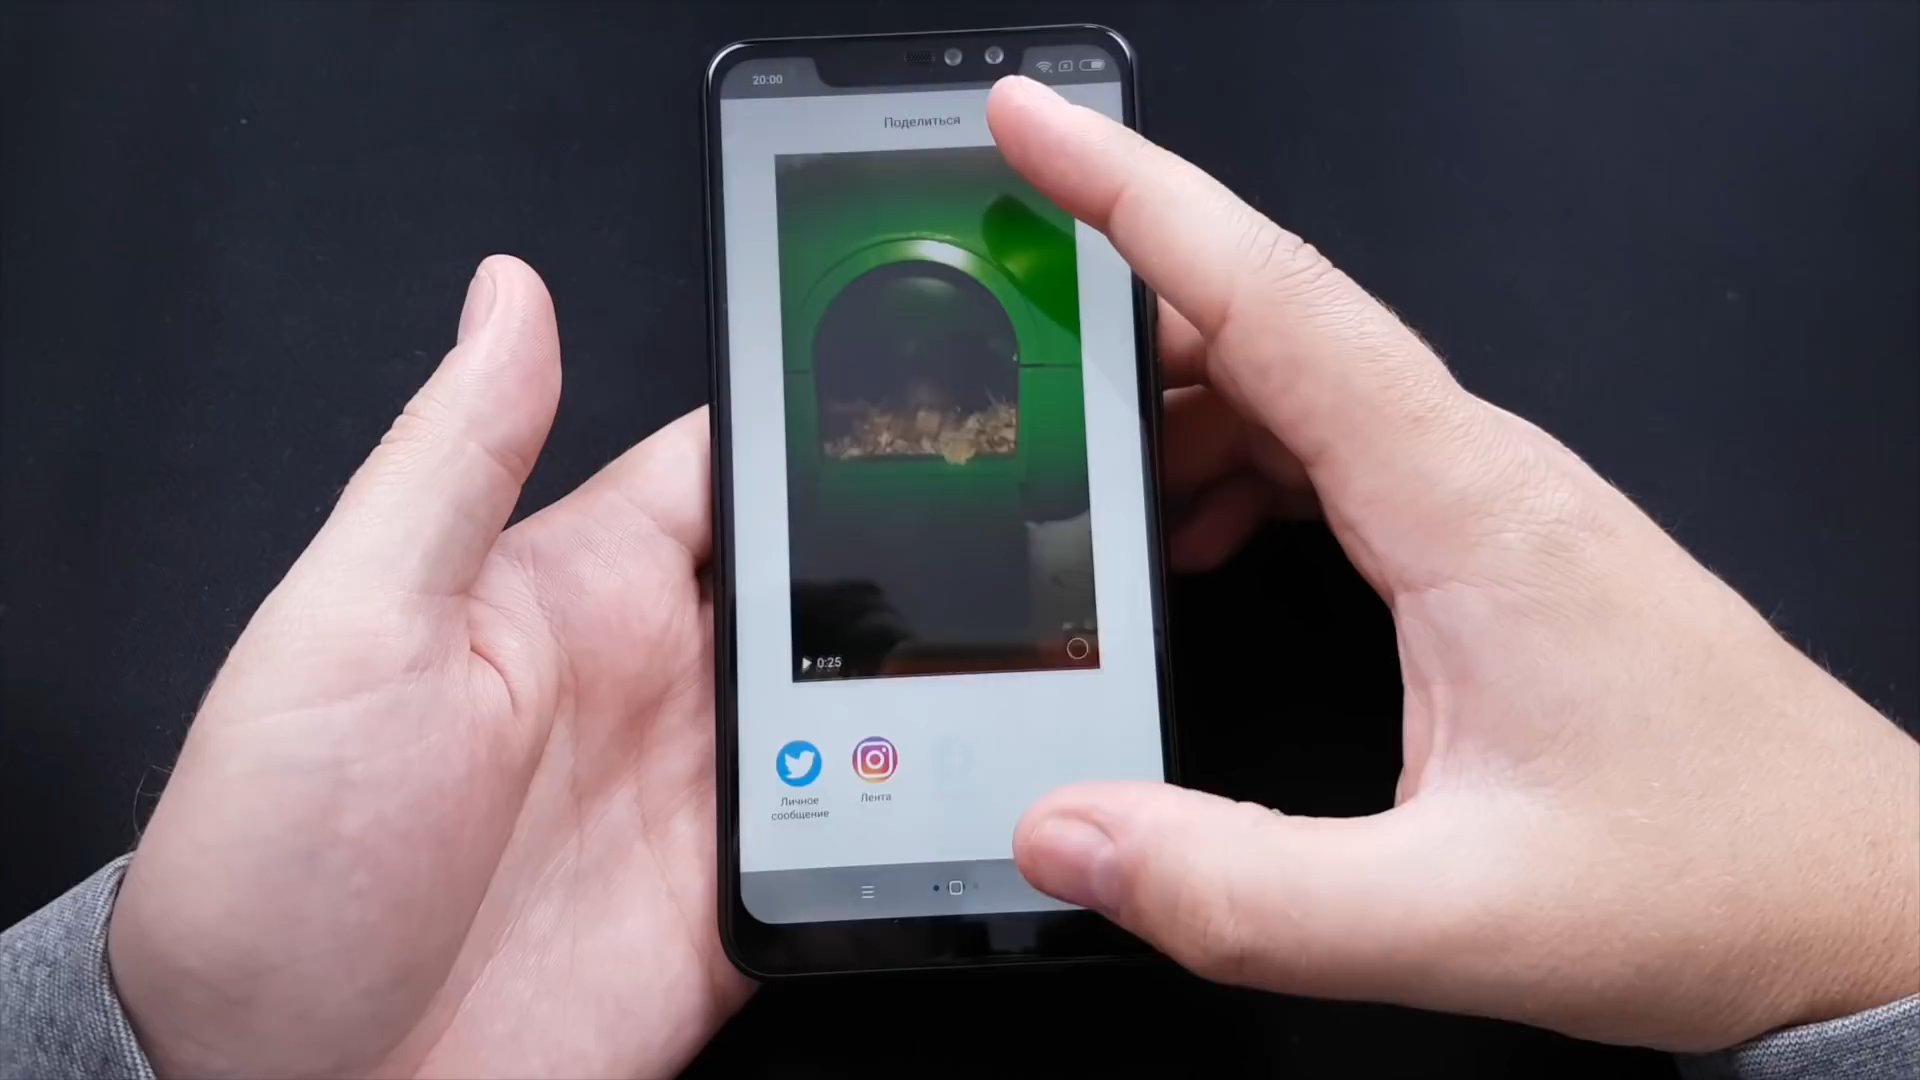 20:00
Поделиться
0:25
Личное
сообщение
Лента